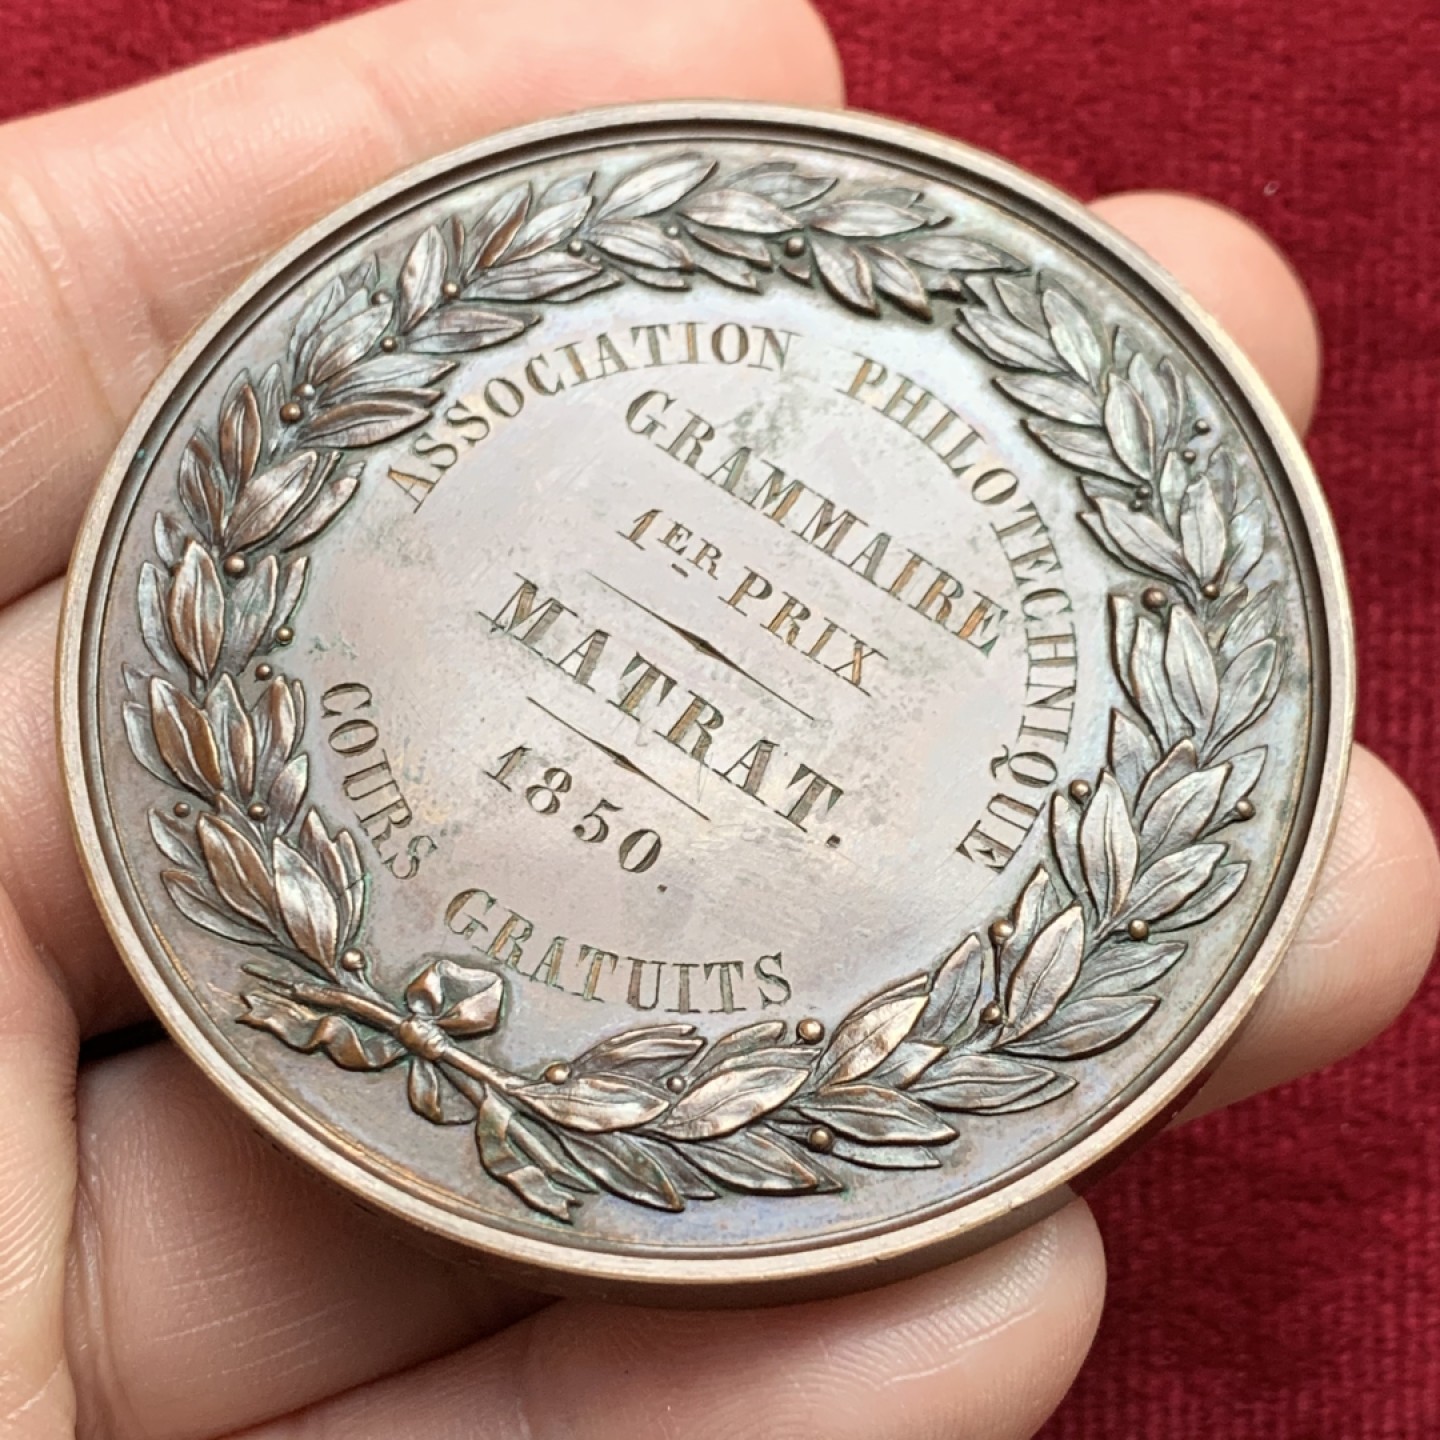 ASSOCIATION PHILOTECHNIQUE
GRAMMAIRE
1ER PRIX
MATRAT.
1850.
COURS GRATUITS